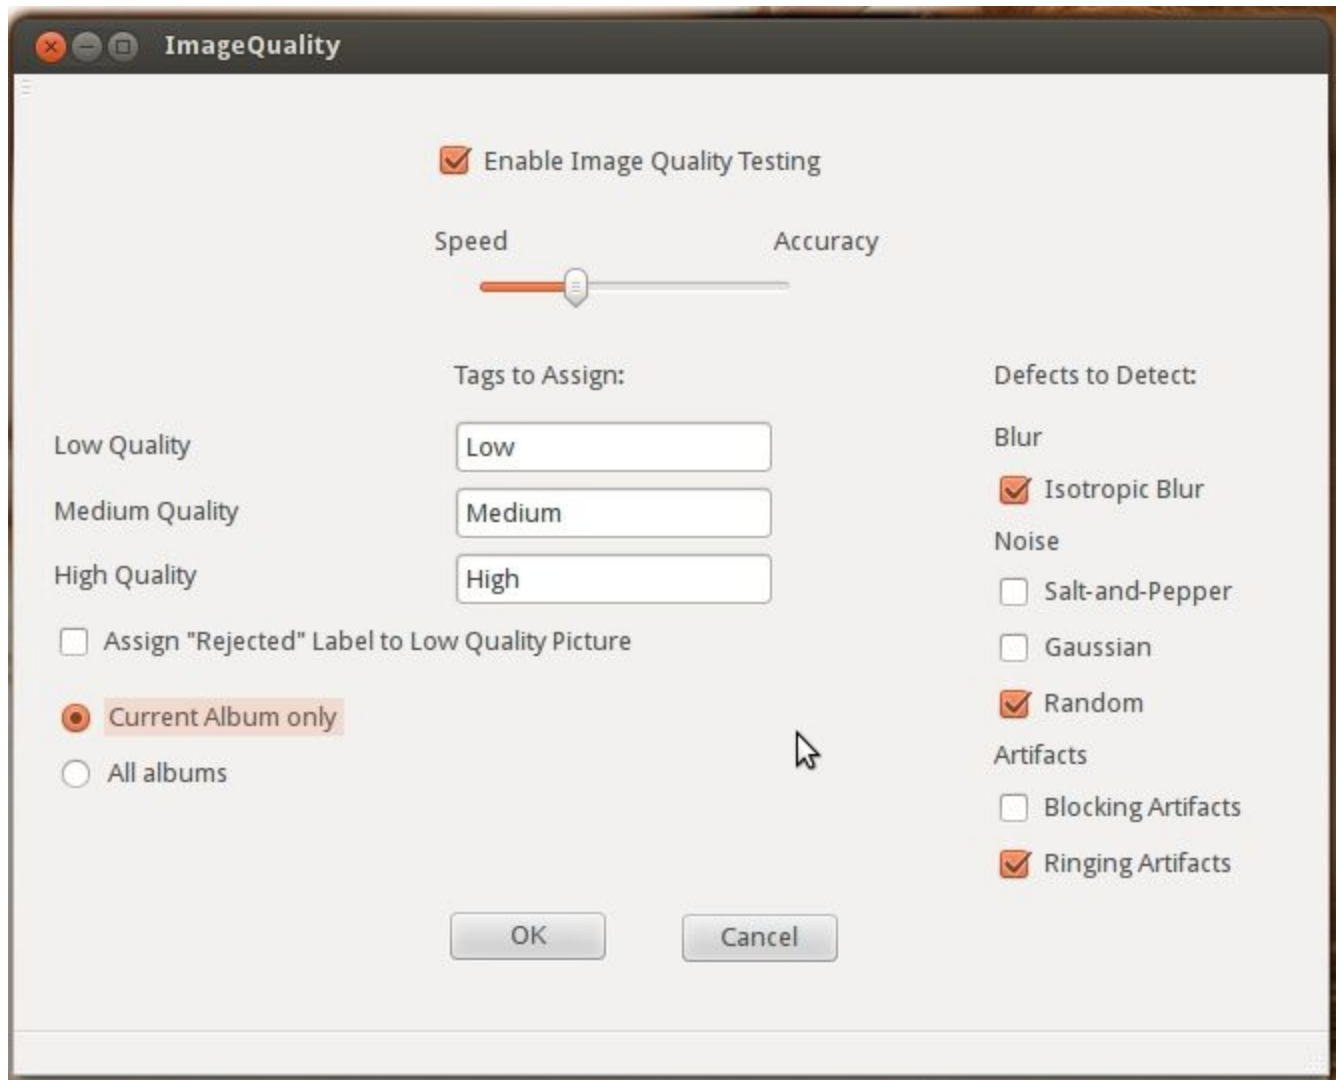 ImageQuality
Enable Image Quality Testing
Speed Accuracy
Tags to Assign:
Low Quality Low
Medium Quality Medium
High Quality High
Assign "Rejected" Label to Low Quality Picture
Current Album only
All albums
Defects to Detect:
Blur
Isotropic Blur
Noise
Salt-and-Pepper
Gaussian
Random
Artifacts
Blocking Artifacts
Ringing Artifacts
OK Cancel